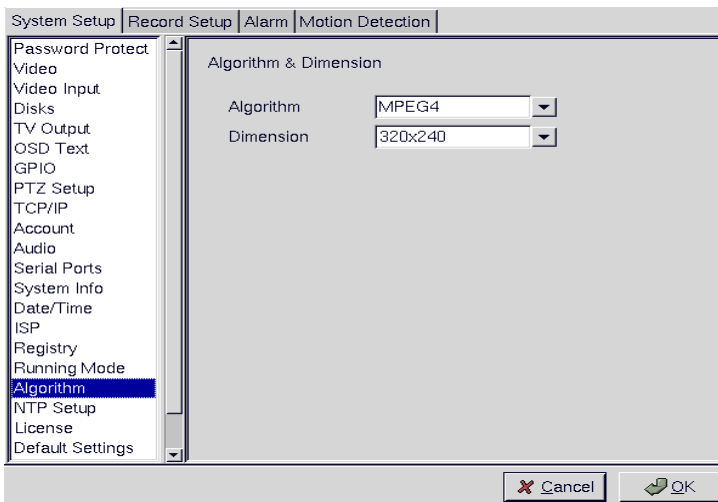 System Setup Record Setup Alarm Motion Detection
Password Protect
Video
Video Input
Disks
TV Output
OSD Text
GPIO
PTZ Setup
TCP/IP
Account
Audio
Serial Ports
System Info
Date/Time
ISP
Registry
Running Mode
Algorithm
NTP Setup
License
Default Settings
Algorithm & Dimension
Algorithm MPEG4
Dimension 320x240
Cancel OK